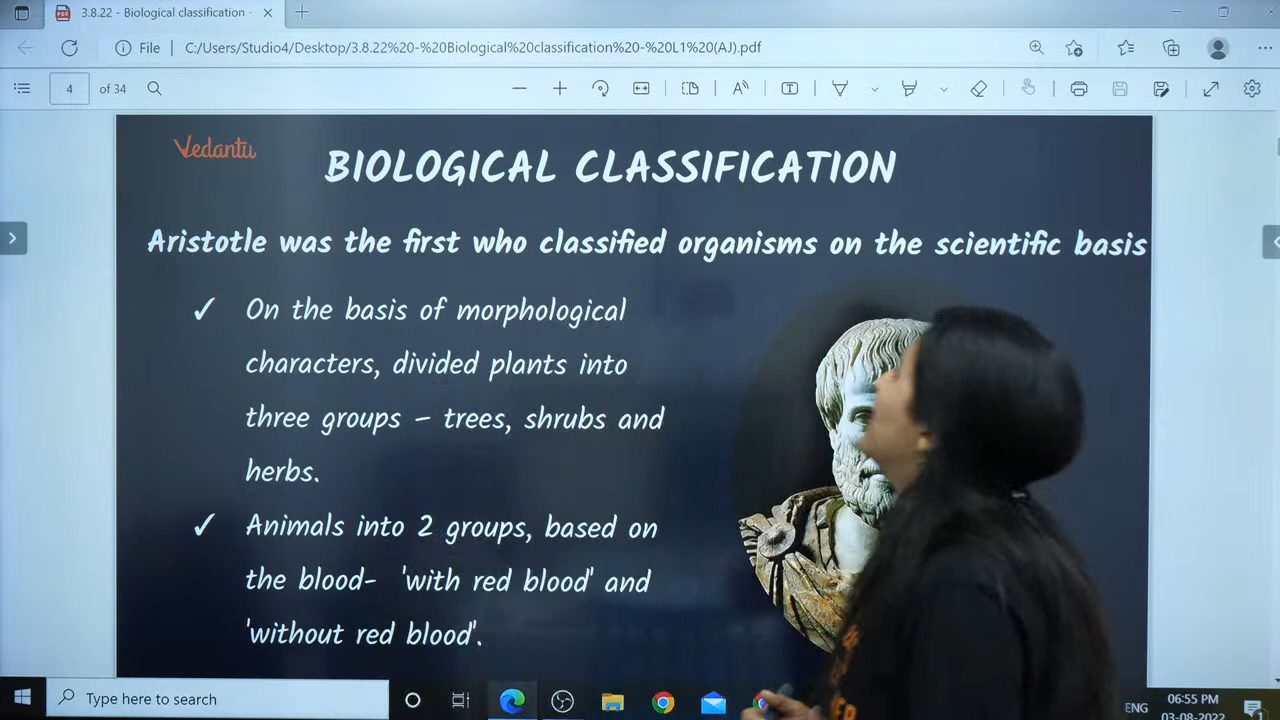 3.8.22 - Biological classification -
File
C:/Users/Studio4/Desktop/3.8.22%20-%20Biological%20classification%20-%20L1%20(AJ).pdf
4 of 34
Vedantu
BIOLOGICAL CLASSIFICATION
Aristotle was the first who classified organisms on the scientific basis
✓ On the basis of morphological
characters, divided plants into
three groups – trees, shrubs and
herbs.
✓ Animals into 2 groups, based on
the blood- 'with red blood' and
'without red blood'.
Type here to search
ENG
06:55 PM
03-08-2022